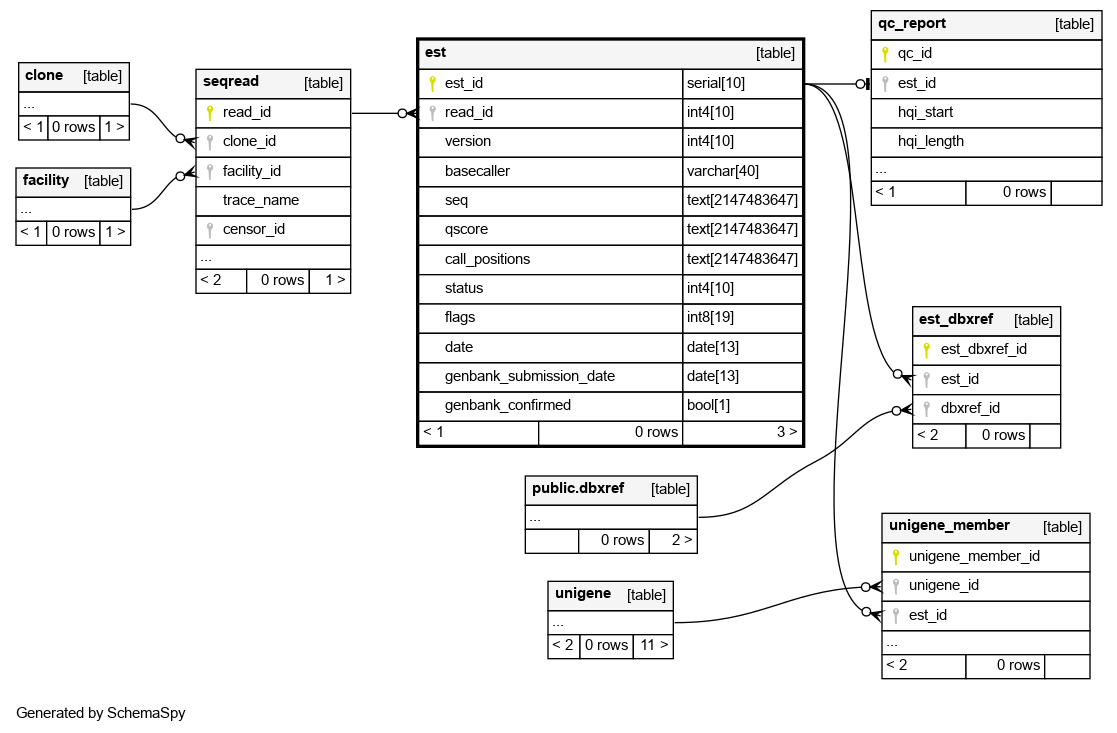 clone [table]
...
< 1 0 rows 1 >
facility [table]
...
< 1 0 rows 1 >
seqread [table]
read_id
clone_id
facility_id
trace_name
censor_id
...
< 2 0 rows 1 >
est [table]
est_id serial[10]
read_id int4[10]
version int4[10]
basecaller varchar[40]
seq text[2147483647]
qscore text[2147483647]
call_positions text[2147483647]
status int4[10]
flags int8[19]
date date[13]
genbank_submission_date date[13]
genbank_confirmed bool[1]
< 1 0 rows 3 >
qc_report [table]
qc_id
est_id
hqi_start
hqi_length
...
< 1 0 rows
est_dbxref [table]
est_dbxref_id
est_id
dbxref_id
< 2 0 rows
public.dbxref [table]
...
0 rows 2 >
unigene [table]
...
< 2 0 rows 11 >
unigene_member [table]
unigene_member_id
unigene_id
est_id
...
< 2 0 rows
Generated by SchemaSpy